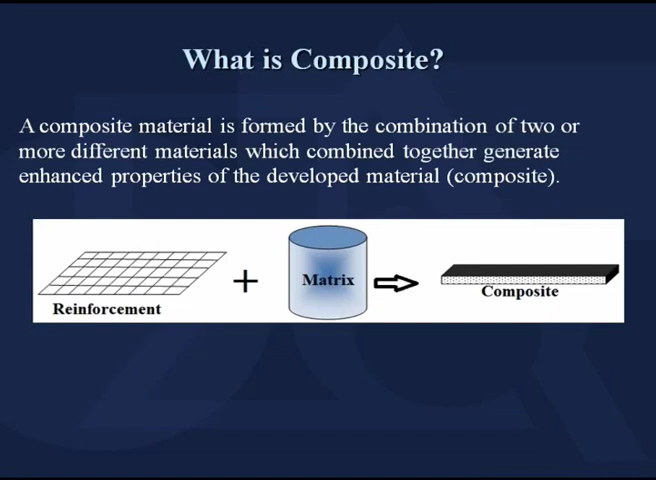 What is Composite?
A composite material is formed by the combination of two or
more different materials which combined together generate
enhanced properties of the developed material (composite).
Reinforcement
+
Matrix
Composite